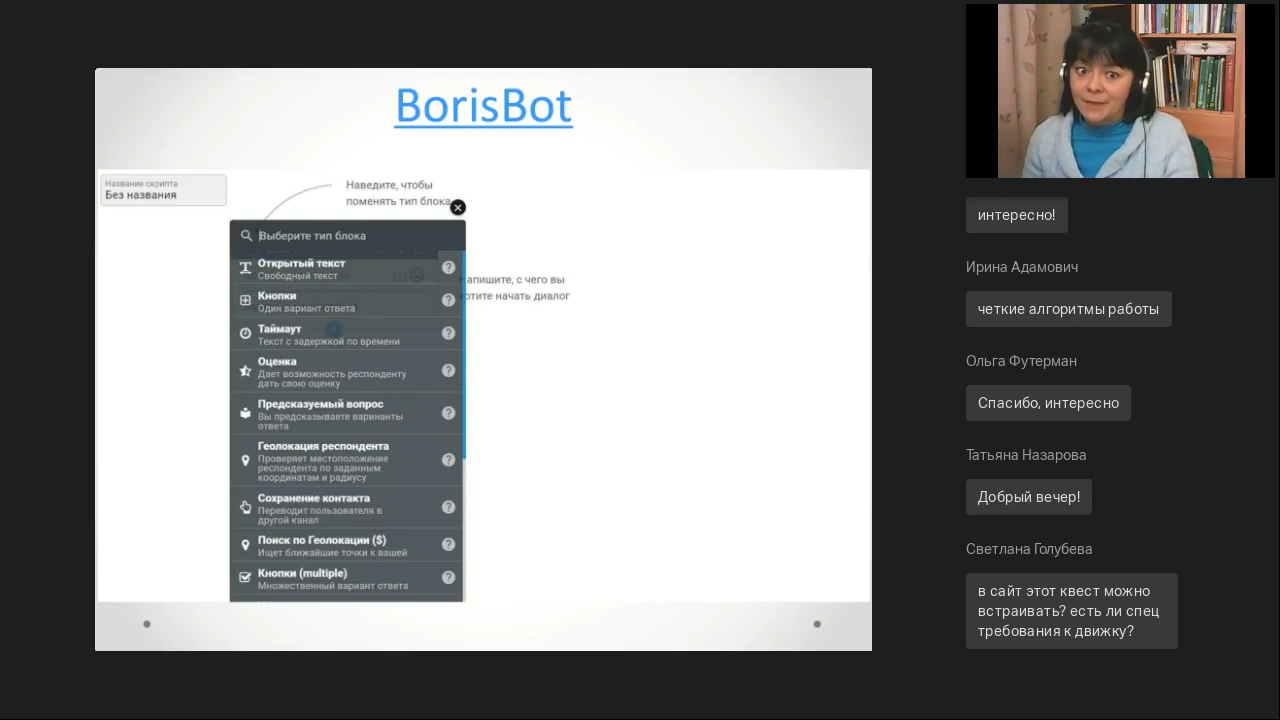 BorisBot
Название скрипта
Без названия
Наведите, чтобы
поменять тип блока
Выберите тип блока
Открытый текст
Свободный текст
апишите, с чего вы
отите начать диалог
Кнопки
Один вариант ответа
Таймаут
Текст с задержкой по времени
Оценка
Дает возможность респонденту
дать свою оценку
Предсказуемый вопрос
Вы предсказываете варинанты
ответа
Геолокация респондента
Проверяет местоположение
респондента по заданным
координатам и радиусу
Сохранение контакта
Переводит пользователя в
другой канал
Поиск по Геолокации ($)
Ищет ближайшие точки к вашей
Кнопки (multiple)
Множественный вариант ответа
интересно!
Ирина Адамович
четкие алгоритмы работы
Ольга Футерман
Спасибо, интересно
Татьяна Назарова
Добрый вечер!
Светлана Голубева
в сайт этот квест можно
встраивать? есть ли спец
требования к движку?